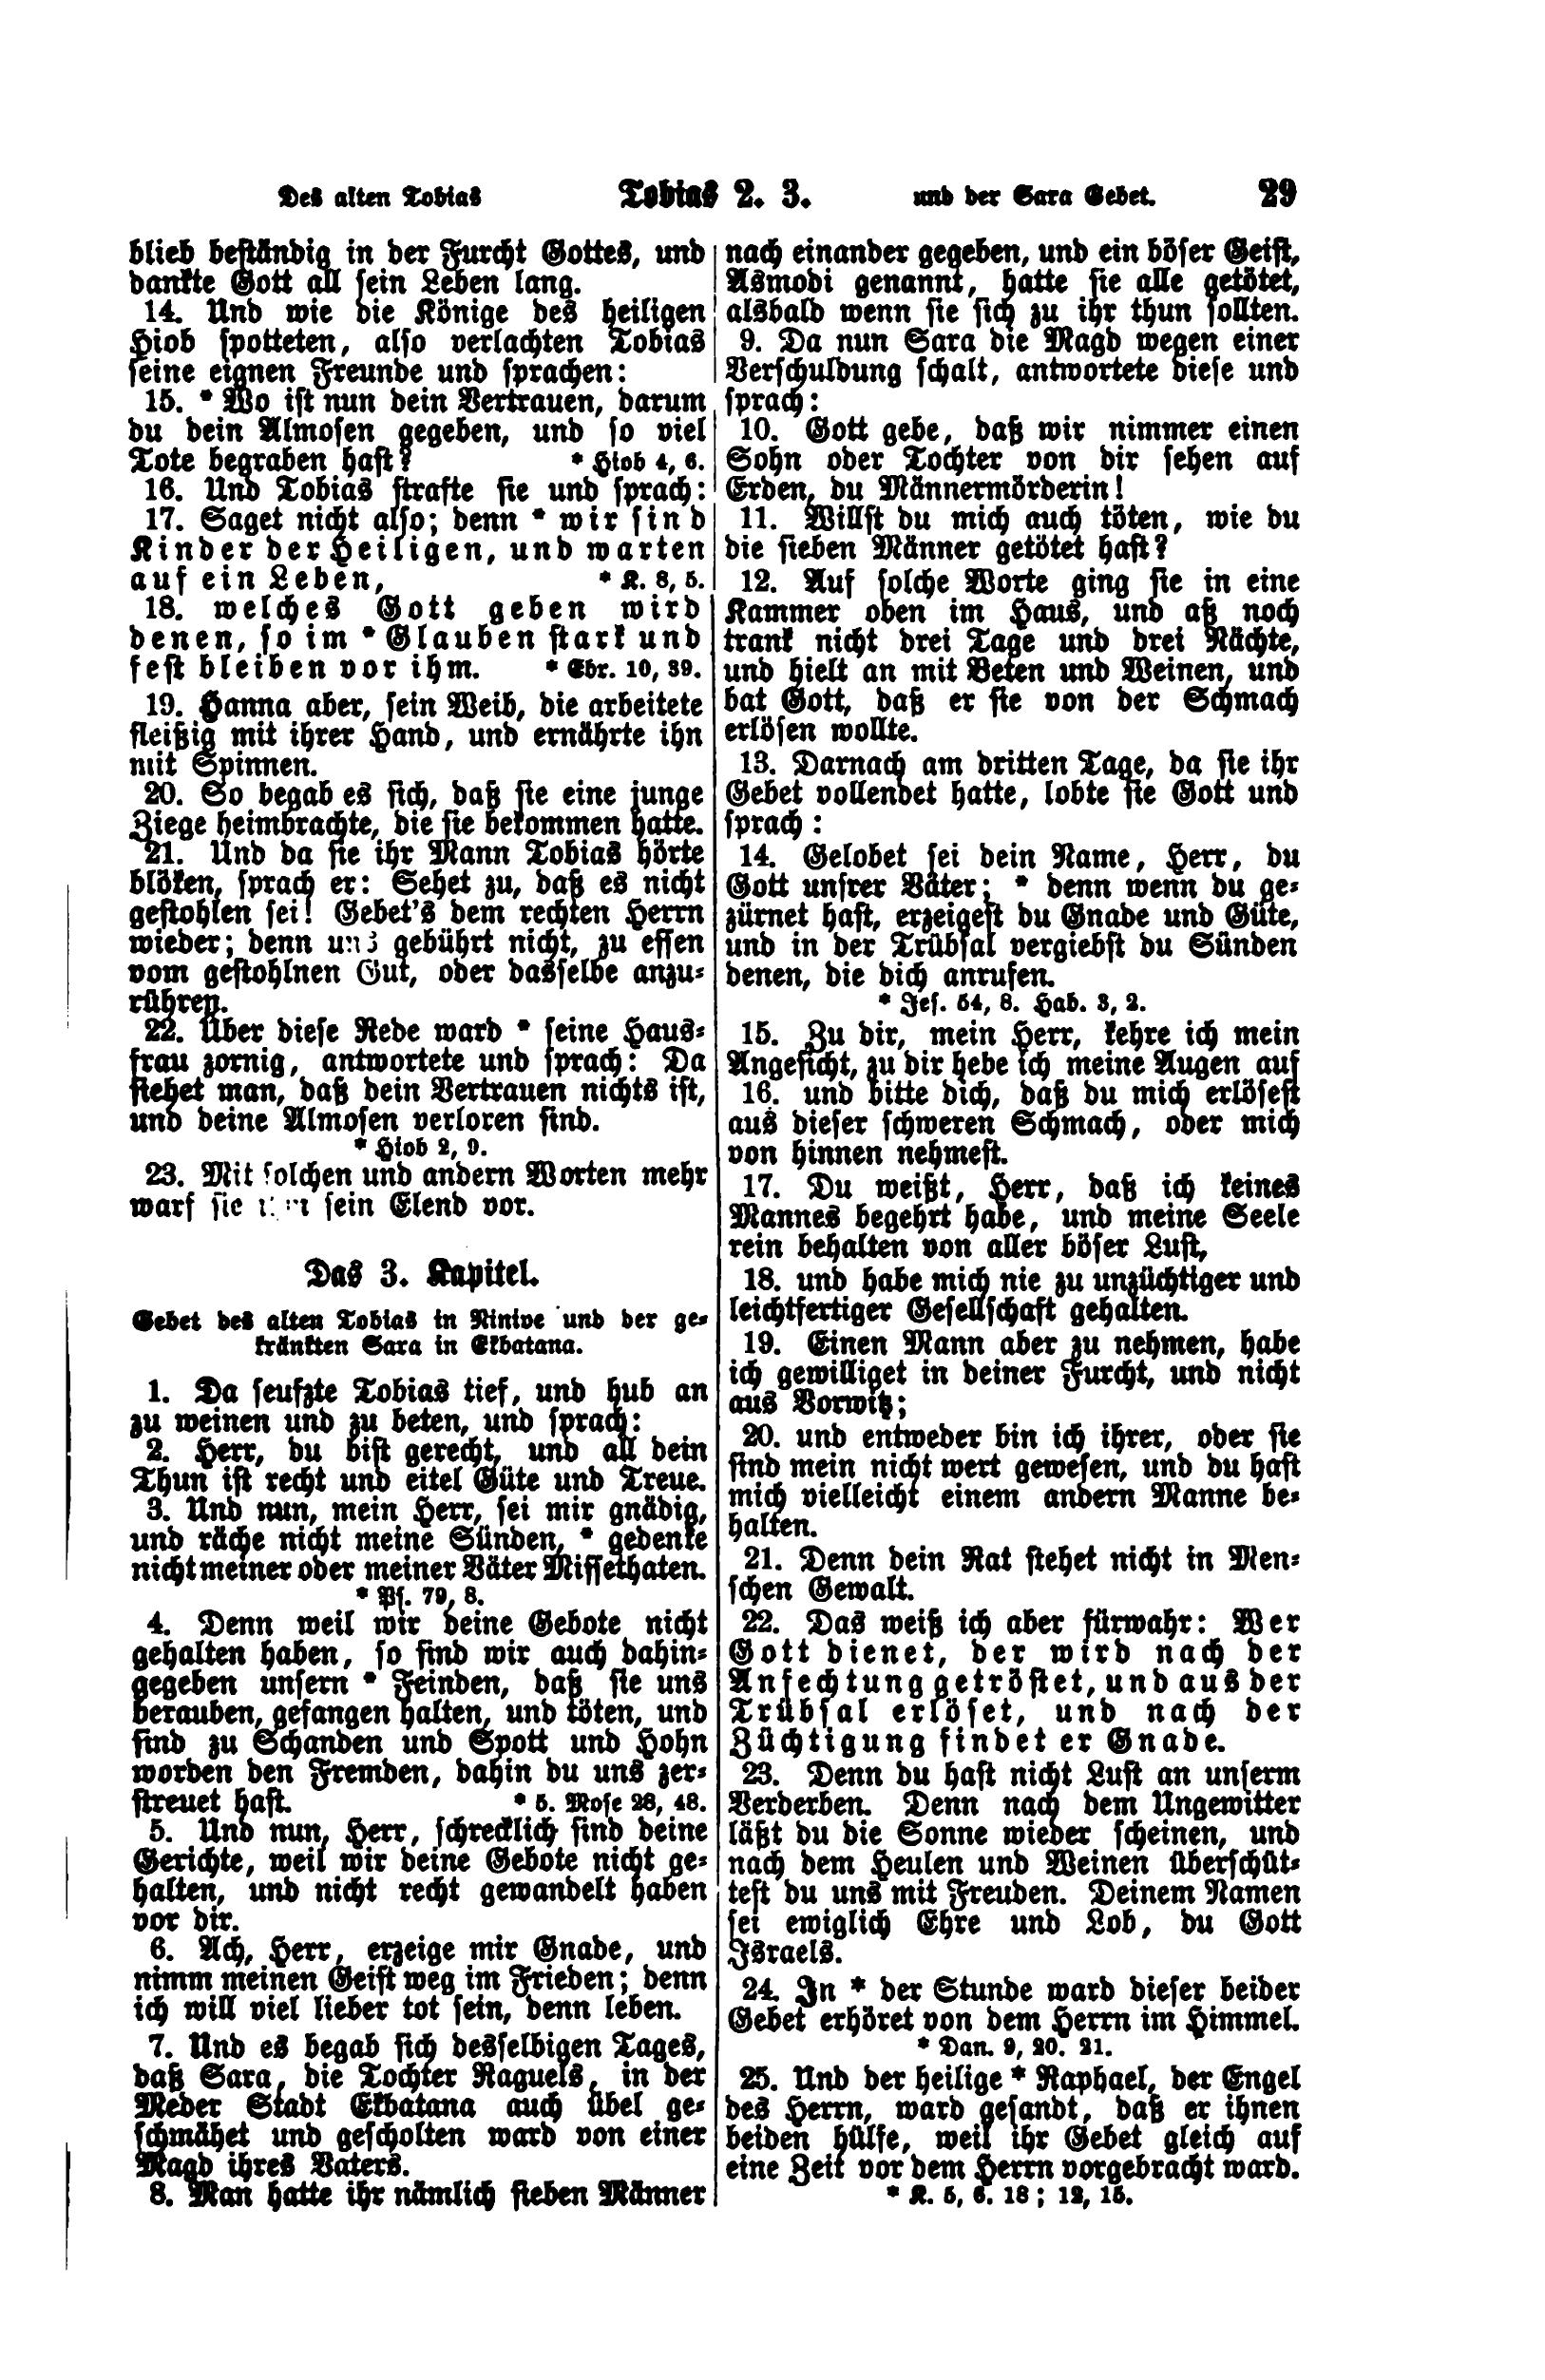 Des alten Tobias Tobias 2. 3. und der Sara Gebet. 29
blieb beständig in der Furcht Gottes, und
dankte Gott all sein Leben lang.
14. Und wie die Könige des heiligen
Hiob spotteten, also verlachten Tobias
seine eignen Freunde und sprachen:
15. * Wo ist nun dein Vertrauen, darum
du dein Almosen gegeben, und so viel
Tote begraben hast? * Hiob 4, 6.
16. Und Tobias strafte sie und sprach:
17. Saget nicht also; denn * wir sind
Kinder der Heiligen, und warten
auf ein Leben, * K. 8, 5.
18. welches Gott geben wird
denen, so im * Glauben stark und
fest bleiben vor ihm. * Ebr. 10, 39.
19. Hanna aber, sein Weib, die arbeitete
fleißig mit ihrer Hand, und ernährte ihn
mit Spinnen.
20. So begab es sich, daß sie eine junge
Ziege heimbrachte, die sie bekommen hatte.
21. Und da sie ihr Mann Tobias hörte
blöken, sprach er: Sehet zu, daß es nicht
gestohlen sei! Gebet's dem rechten Herrn
wieder; denn uns gebührt nicht, zu essen
vom gestohlnen Gut, oder dasselbe anzu-
rühren.
22. Über diese Rede ward * seine Haus-
frau zornig, antwortete und sprach: Da
siehet man, daß dein Vertrauen nichts ist,
und deine Almosen verloren sind.
* Hiob 2, 9.
23. Mit solchen und andern Worten mehr
warf sie sein Elend vor.
Das 3. Kapitel.
Gebet des alten Tobias in Ninive und der ge-
kränkten Sara in Ekbatana.
1. Da seufzte Tobias tief, und hub an
zu weinen und zu beten, und sprach:
2. Herr, du bist gerecht, und all dein
Thun ist recht und eitel Güte und Treue.
3. Und nun, mein Herr, sei mir gnädig,
und räche nicht meine Sünden, * gedenke
nicht meiner oder meiner Väter Missethaten.
* Ps. 79, 8.
4. Denn weil wir deine Gebote nicht
gehalten haben, so sind wir auch dahin-
gegeben unsern * Feinden, daß sie uns
berauben, gefangen halten, und töten, und
sind zu Schanden und Spott und Hohn
worden den Fremden, dahin du uns zer-
streuet hast. * 5. Mose 28, 48.
5. Und nun, Herr, schrecklich sind deine
Gerichte, weil wir deine Gebote nicht ge-
halten, und nicht recht gewandelt haben
vor dir.
6. Ach, Herr, erzeige mir Gnade, und
nimm meinen Geist weg im Frieden; denn
ich will viel lieber tot sein, denn leben.
7. Und es begab sich desselbigen Tages,
daß Sara, die Tochter Raguels, in der
Meder Stadt Ekbatana auch übel ge-
schmähet und gescholten ward von einer
Magd ihres Vaters.
8. Man hatte ihr nämlich sieben Männer
nach einander gegeben, und ein böser Geist,
Asmodi genannt, hatte sie alle getötet,
alsbald wenn sie sich zu ihr thun sollten.
9. Da nun Sara die Magd wegen einer
Verschuldung schalt, antwortete diese und
sprach:
10. Gott gebe, daß wir nimmer einen
Sohn oder Tochter von dir sehen auf
Erden, du Männermörderin!
11. Willst du mich auch töten, wie du
die sieben Männer getötet hast?
12. Auf solche Worte ging sie in eine
Kammer oben im Haus, und aß noch
trank nicht drei Tage und drei Nächte,
und hielt an mit Beten und Weinen, und
bat Gott, daß er sie von der Schmach
erlösen wollte.
13. Darnach am dritten Tage, da sie ihr
Gebet vollendet hatte, lobte sie Gott und
sprach:
14. Gelobet sei dein Name, Herr, du
Gott unsrer Väter; * denn wenn du ge-
zürnet hast, erzeigest du Gnade und Güte,
und in der Trübsal vergiebst du Sünden
denen, die dich anrufen.
* Jes. 54, 8. Hab. 3, 2.
15. Zu dir, mein Herr, kehre ich mein
Angesicht, zu dir hebe ich meine Augen auf
16. und bitte dich, daß du mich erlösest
aus dieser schweren Schmach, oder mich
von hinnen nehmest.
17. Du weißt, Herr, daß ich keines
Mannes begehrt habe, und meine Seele
rein behalten von aller böser Lust,
18. und habe mich nie zu unzüchtiger und
leichtfertiger Gesellschaft gehalten.
19. Einen Mann aber zu nehmen, habe
ich gewilliget in deiner Furcht, und nicht
aus Vorwitz;
20. und entweder bin ich ihrer, oder sie
sind mein nicht wert gewesen, und du hast
mich vielleicht einem andern Manne be-
halten.
21. Denn dein Rat stehet nicht in Men-
schen Gewalt.
22. Das weiß ich aber fürwahr: Wer
Gott dienet, der wird nach der
Anfechtung getröstet, und aus der
Trübsal erlöset, und nach der
Züchtigung findet er Gnade.
23. Denn du hast nicht Lust an unserm
Verderben. Denn nach dem Ungewitter
läßt du die Sonne wieder scheinen, und
nach dem Heulen und Weinen überschüt-
test du uns mit Freuden. Deinem Namen
sei ewiglich Ehre und Lob, du Gott
Israels.
24. In * der Stunde ward dieser beider
Gebet erhöret von dem Herrn im Himmel.
* Dan. 9, 20. 21.
25. Und der heilige * Raphael, der Engel
des Herrn, ward gesandt, daß er ihnen
beiden hülfe, weil ihr Gebet gleich auf
eine Zeit vor dem Herrn vorgebracht ward.
* K. 5, 6. 18; 12, 15.